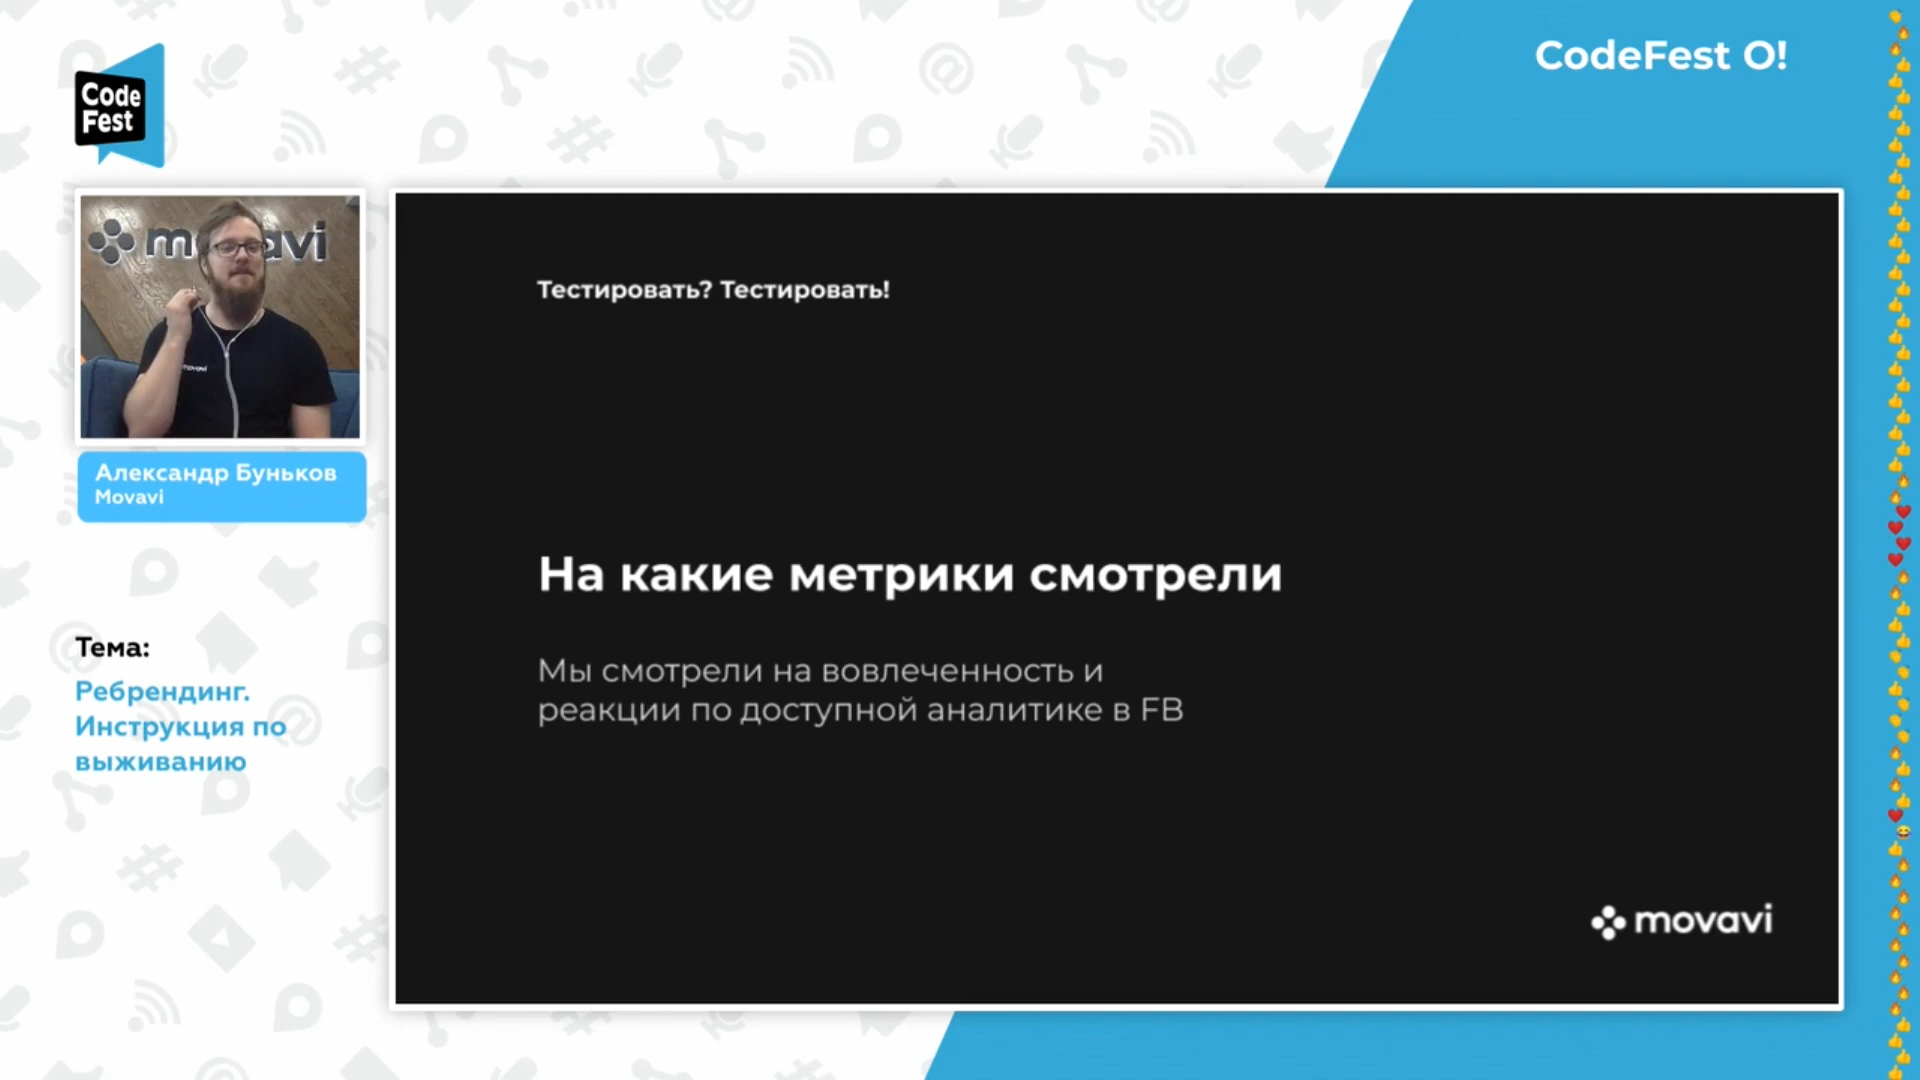 Code
Fest
CodeFest O!
movavi
Александр Буньков
Movavi
Тема:
Ребрендинг.
Инструкция по
выживанию
Тестировать? Тестировать!
На какие метрики смотрели
Мы смотрели на вовлеченность и
реакции по доступной аналитике в FB
movavi